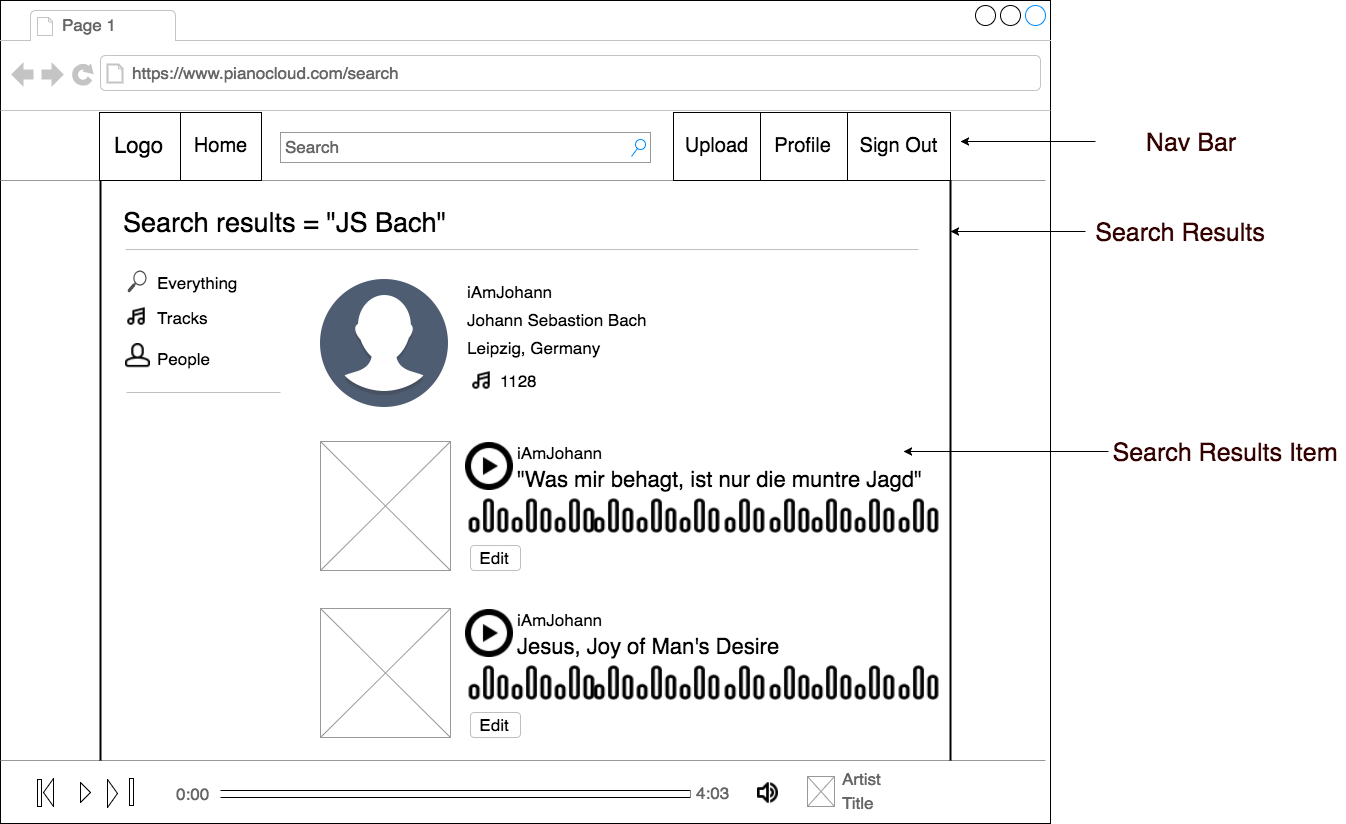 Page 1
https://www.pianocloud.com/search
Logo
Home
Search
Upload
Profile
Sign Out
Nav Bar
Search results = "JS Bach"
Search Results
Everything
Tracks
People
iAmJohann
Johann Sebastion Bach
Leipzig, Germany
1128
iAmJohann
"Was mir behagt, ist nur die muntre Jagd"
Edit
Search Results Item
iAmJohann
Jesus, Joy of Man's Desire
Edit
0:00
4:03
Artist
Title